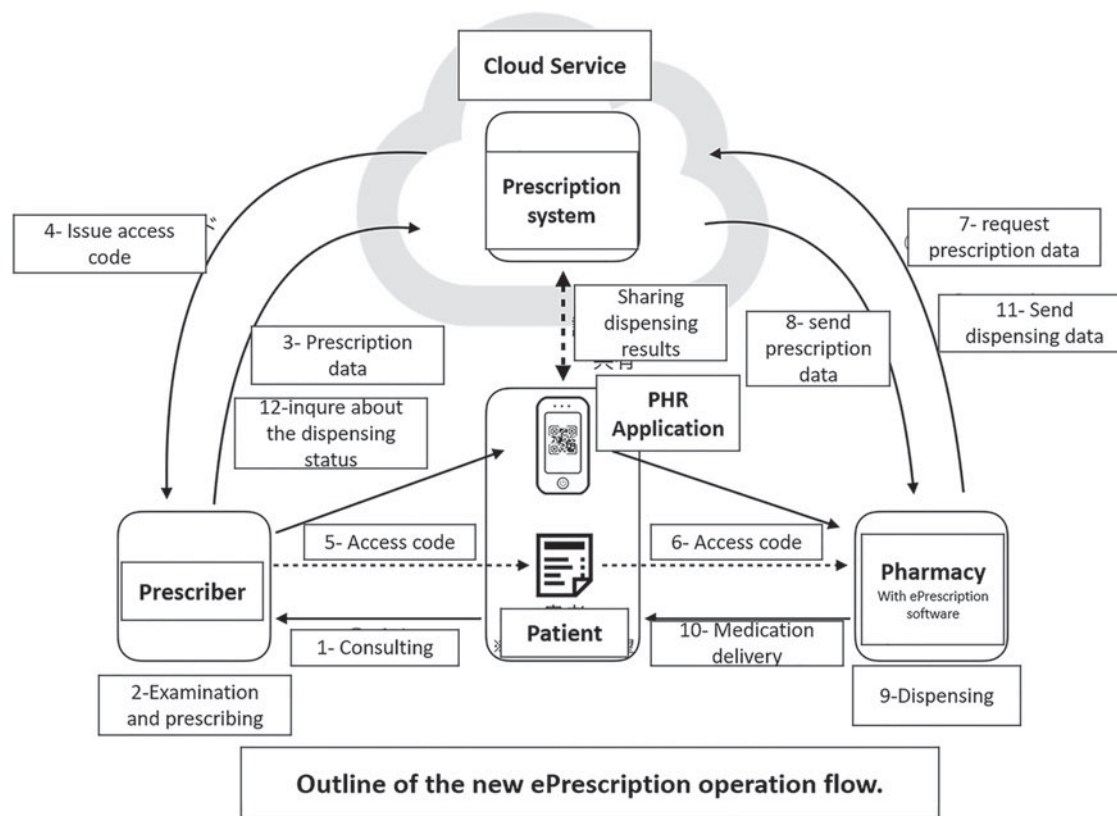 Cloud Service
Prescription
system
4- Issue access
code
7- request
prescription data
11- Send
dispensing data
Sharing
dispensing
results
8- send
prescription
data
3- Prescription
data
12-inqure about
the dispensing
status
PHR
Application
5- Access code
6- Access code
Prescriber
Pharmacy
With ePrescription
software
Patient
1- Consulting
10- Medication
delivery
2-Examination
and prescribing
9-Dispensing
Outline of the new ePrescription operation flow.